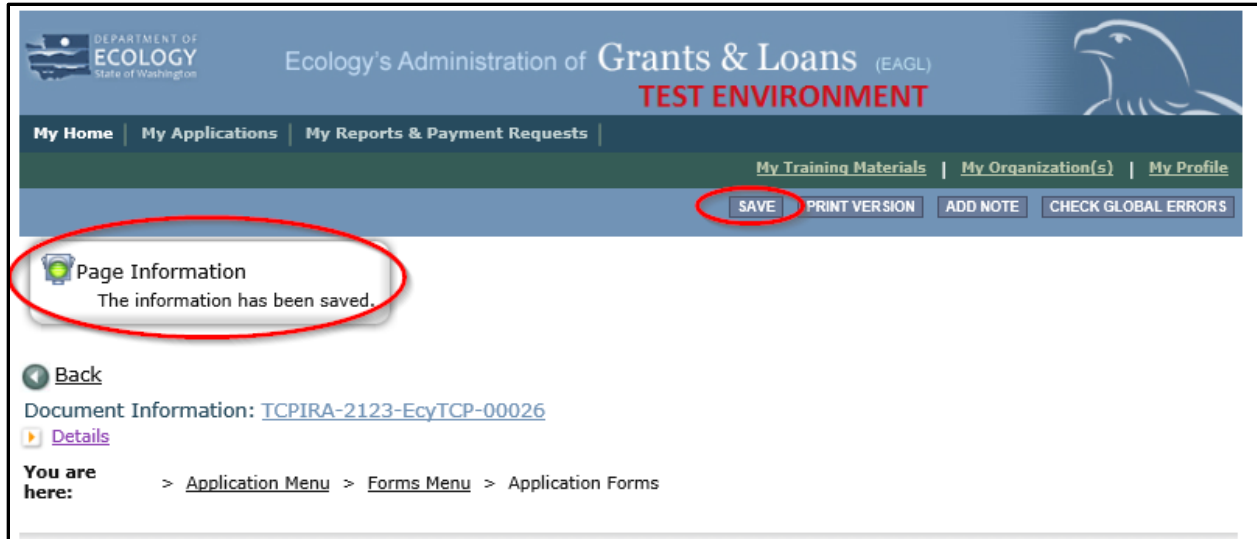 DEPARTMENT OF
ECOLOGY
State of Washington
Ecology's Administration of Grants & Loans (EAGL)
TEST ENVIRONMENT
My Home | My Applications | My Reports & Payment Requests |
My Training Materials | My Organization(s) | My Profile
SAVE PRINT VERSION ADD NOTE CHECK GLOBAL ERRORS
Page Information
The information has been saved.
Back
Document Information: TCPIRA-2123-EcyTCP-00026
Details
You are
here: > Application Menu > Forms Menu > Application Forms